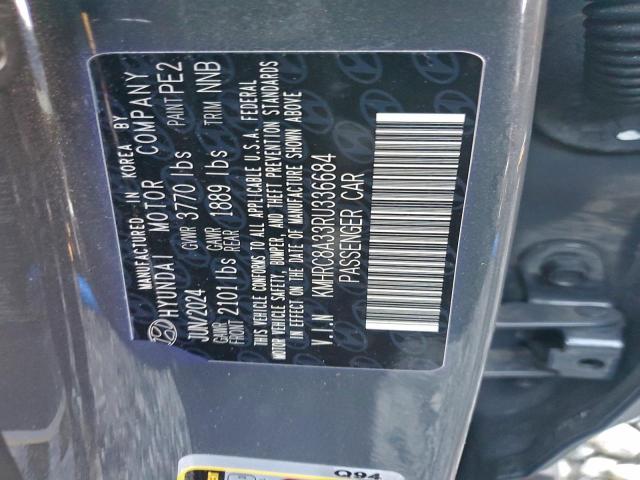 MANUFACTURED IN KOREA BY
HYUNDAI MOTOR COMPANY
JUN/2024 GVWR 3770 lbs PAINT PE2
GAWR FRONT 2101 lbs GAWR REAR 1889 lbs TRIM NNB
THIS VEHICLE CONFORMS TO ALL APPLICABLE U.S.A. FEDERAL
MOTOR VEHICLE SAFETY, BUMPER, AND THEFT PREVENTION STANDARDS
IN EFFECT ON THE DATE OF MANUFACTURE SHOWN ABOVE
V.I.N KMHRC8A33RU336684
PASSENGER CAR
Q94